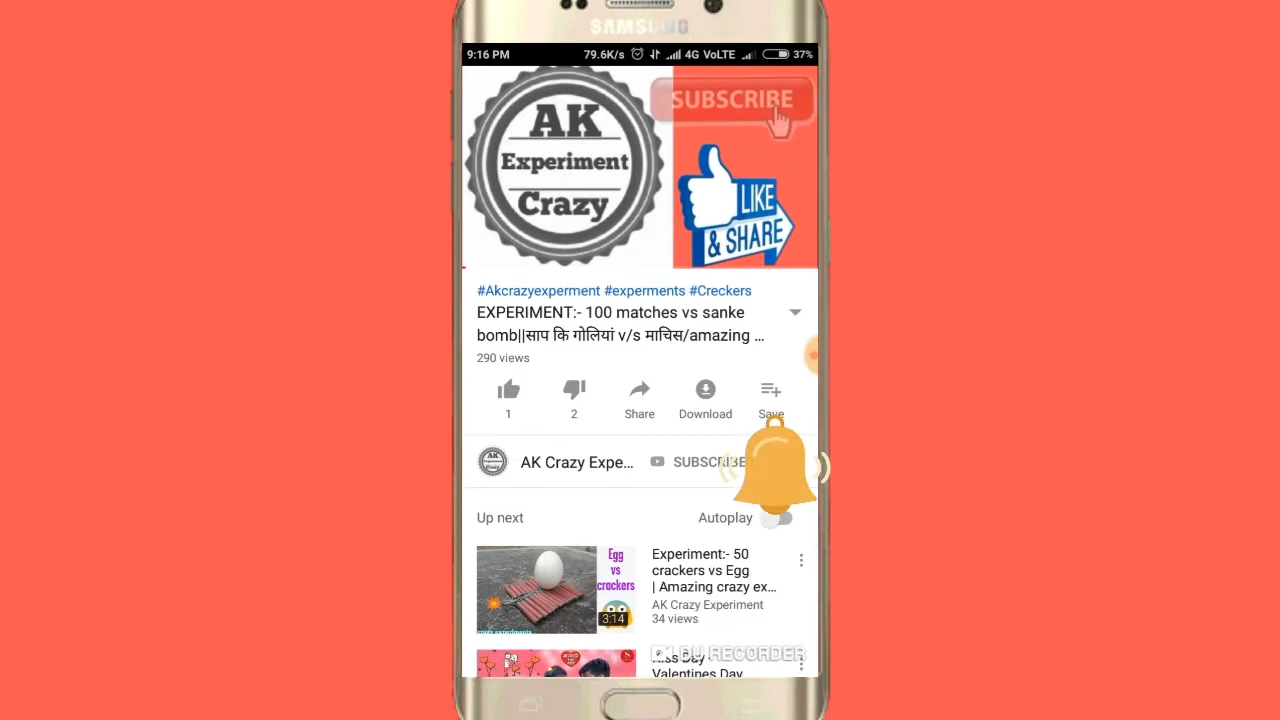 SAMSUNG
9:16 PM 79.6K/s 4G VoLTE 37%
AK
Experiment
Crazy
SUBSCRIBE
LIKE
& SHARE
#Akcrazyexperment #experments #Creckers
EXPERIMENT:- 100 matches vs sanke
bomb||साप कि गोलियां v/s माचिस/amazing ...
290 views
1 2 Share Download Save
AK Crazy Expe... SUBSCRIBE
Up next Autoplay
Egg
vs
crackers
3:14
Experiment:- 50
crackers vs Egg
| Amazing crazy ex...
AK Crazy Experiment
34 views
DU RECORDER
Kiss Day-
Valentines Day